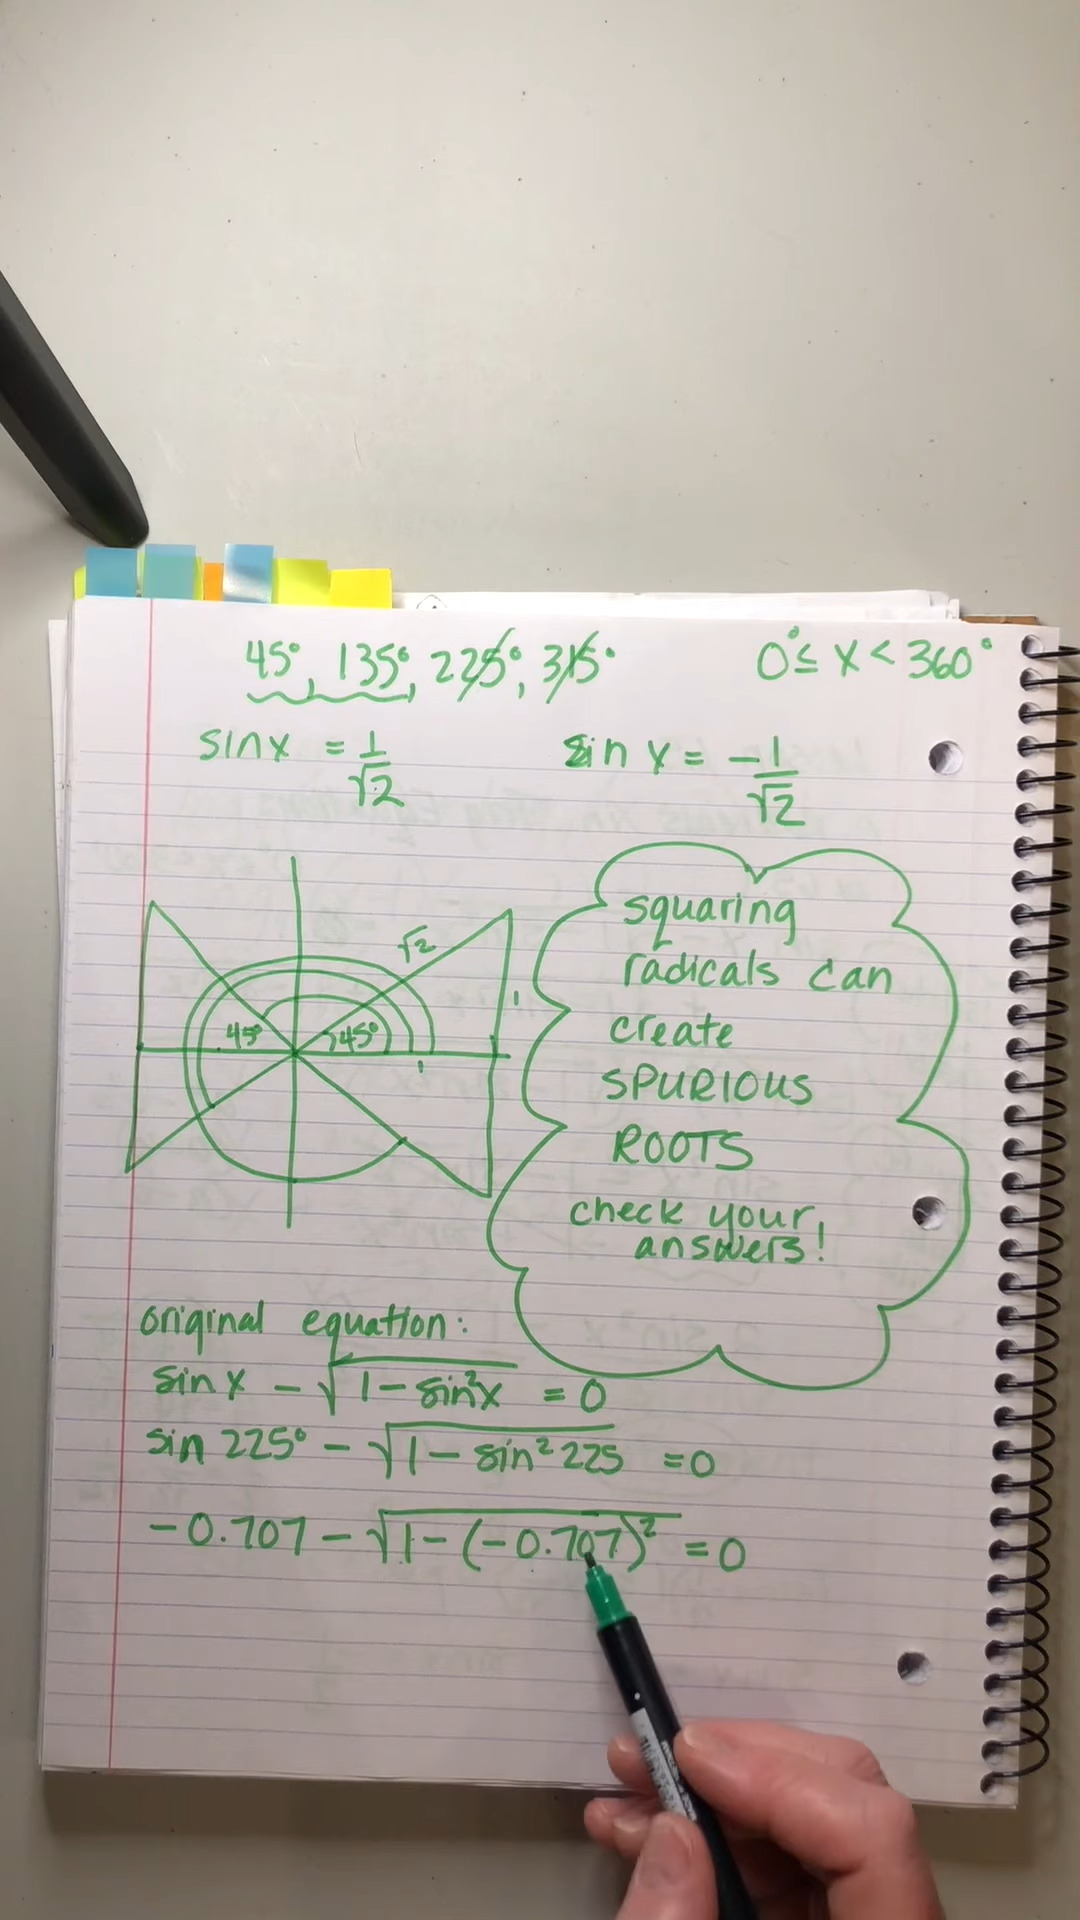 45°, 135°, 225°, 315° 0° ≤ x < 360°
sin x = 1/√2 sin x = -1/√2
√2
1
45° 45°
1
squaring
radicals can
create
SPURIOUS
ROOTS
check your
answers!
original equation:
sin x - √(1 - sin²x) = 0
sin 225° - √(1 - sin² 225) = 0
-0.707 - √(1 - (-0.707)²) = 0